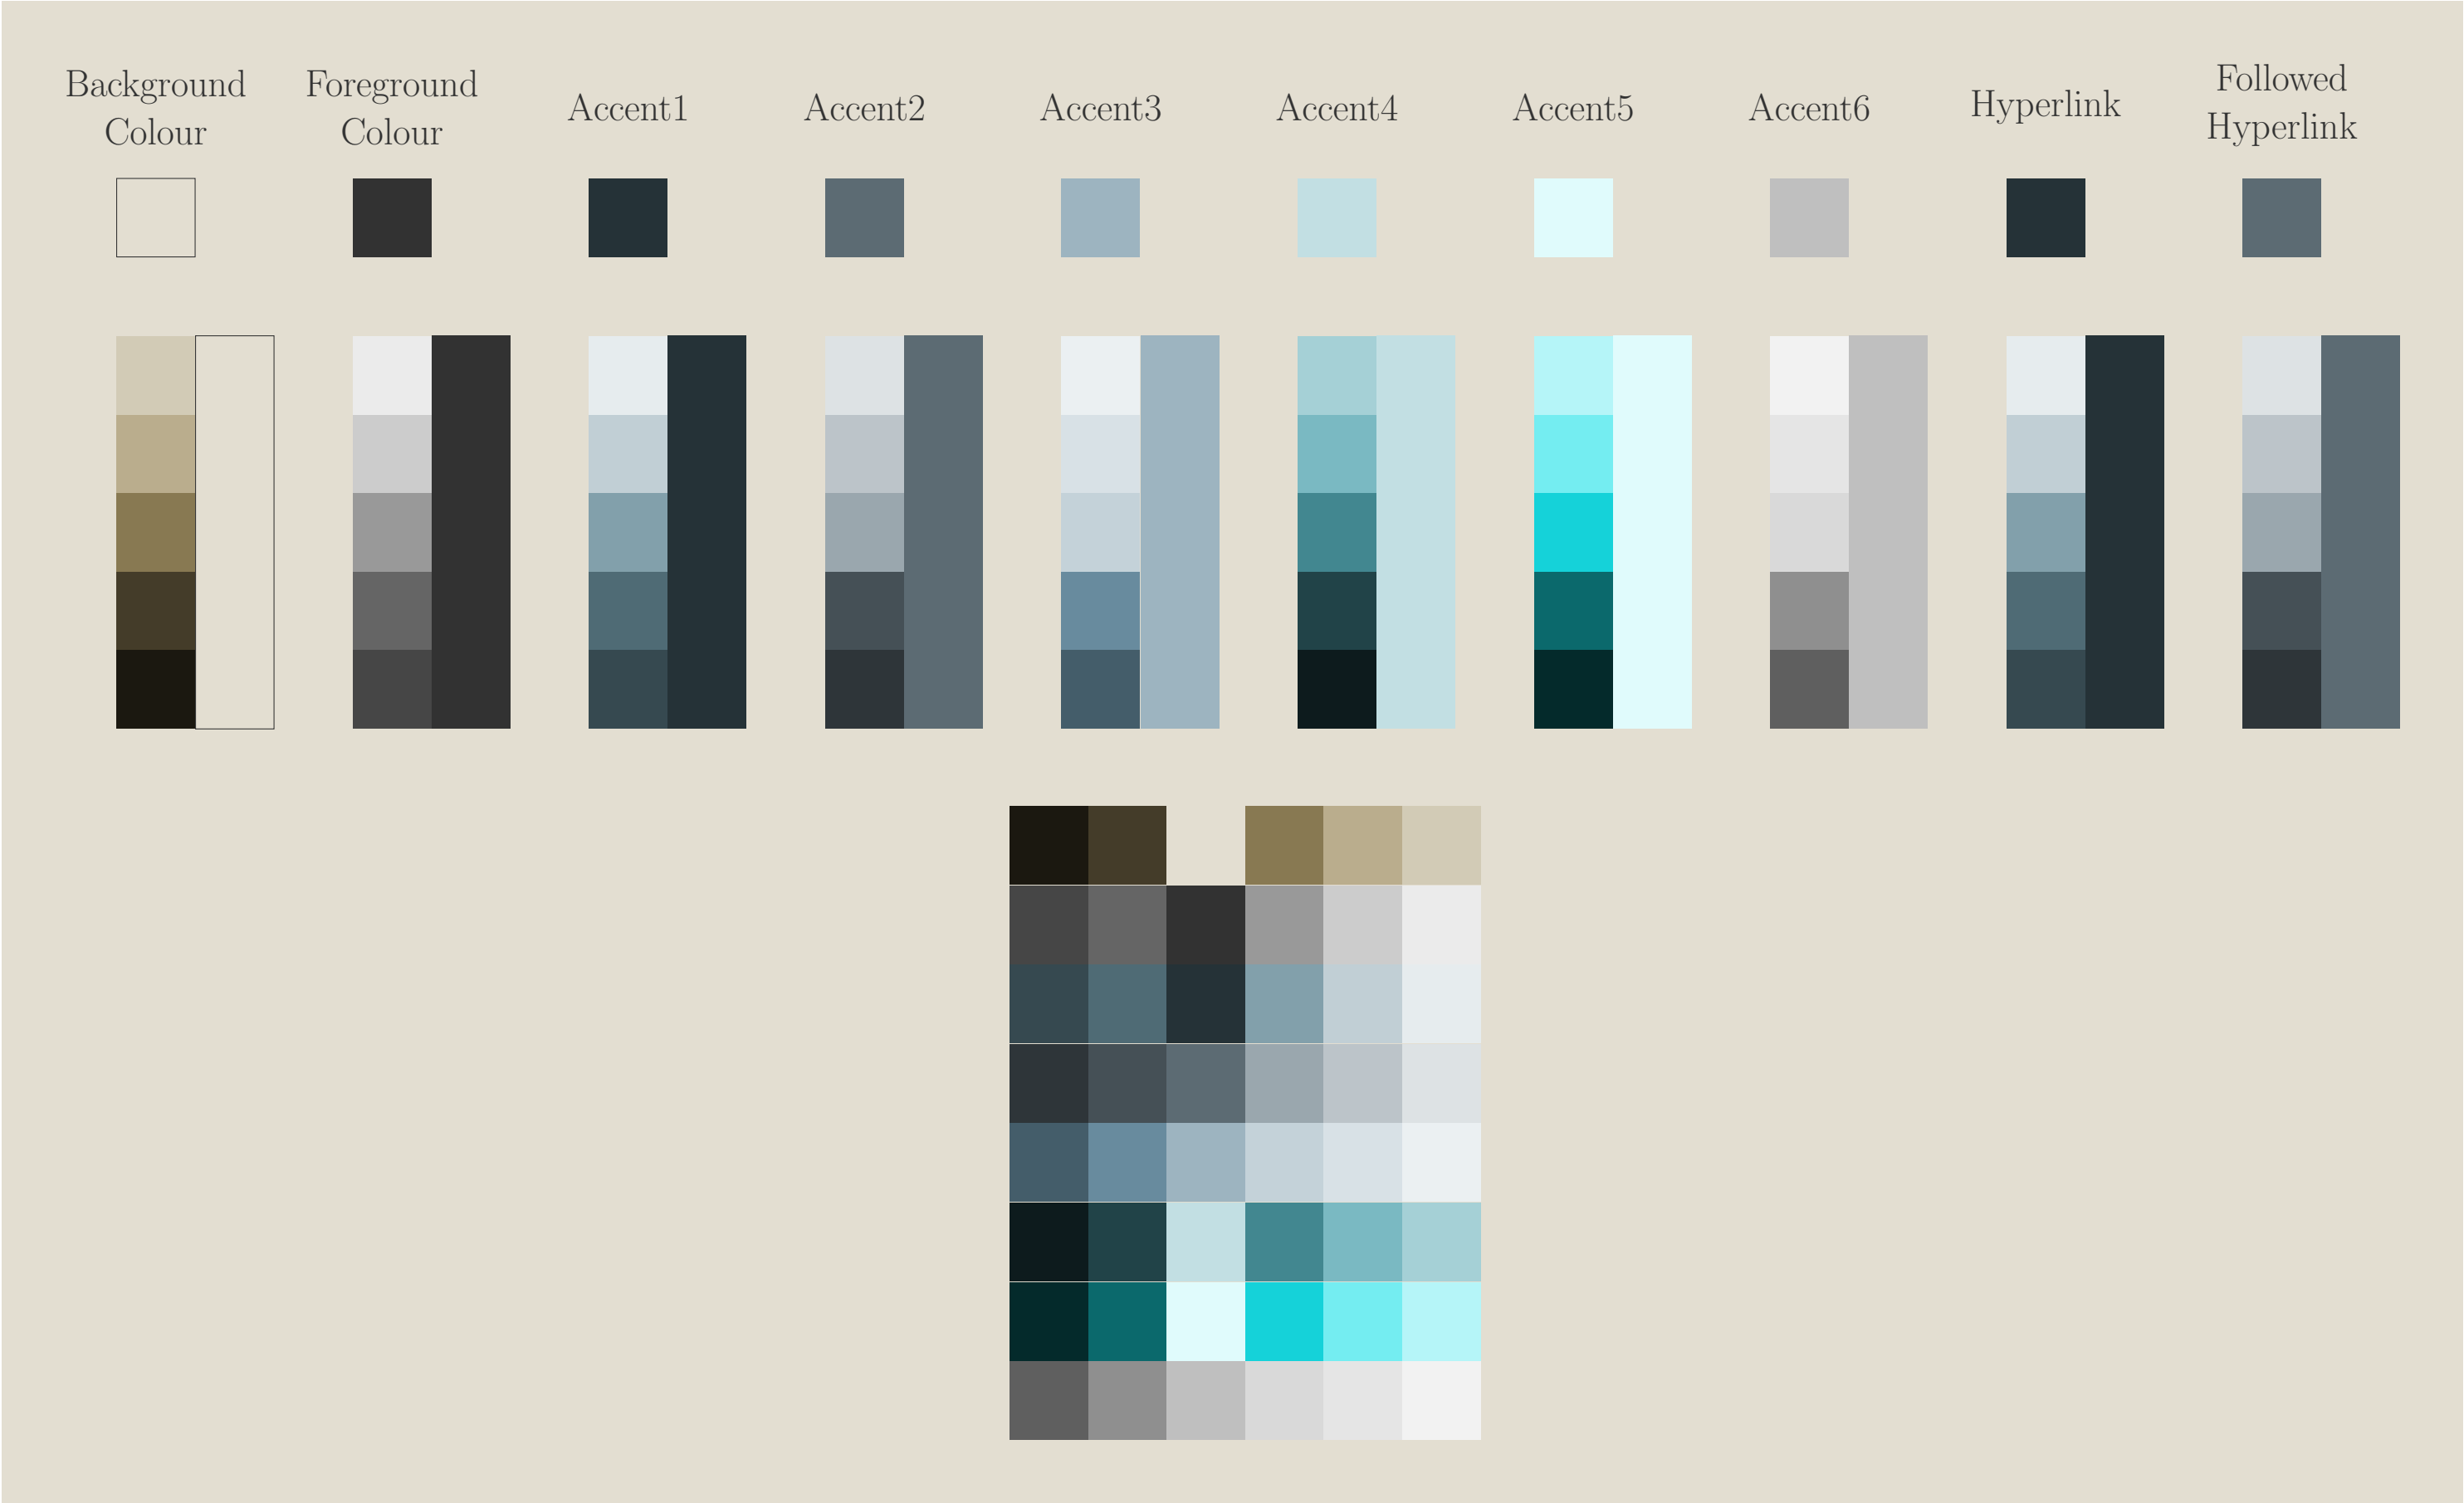 Background
Colour
Foreground
Colour
Accent1
Accent2
Accent3
Accent4
Accent5
Accent6
Hyperlink
Followed
Hyperlink